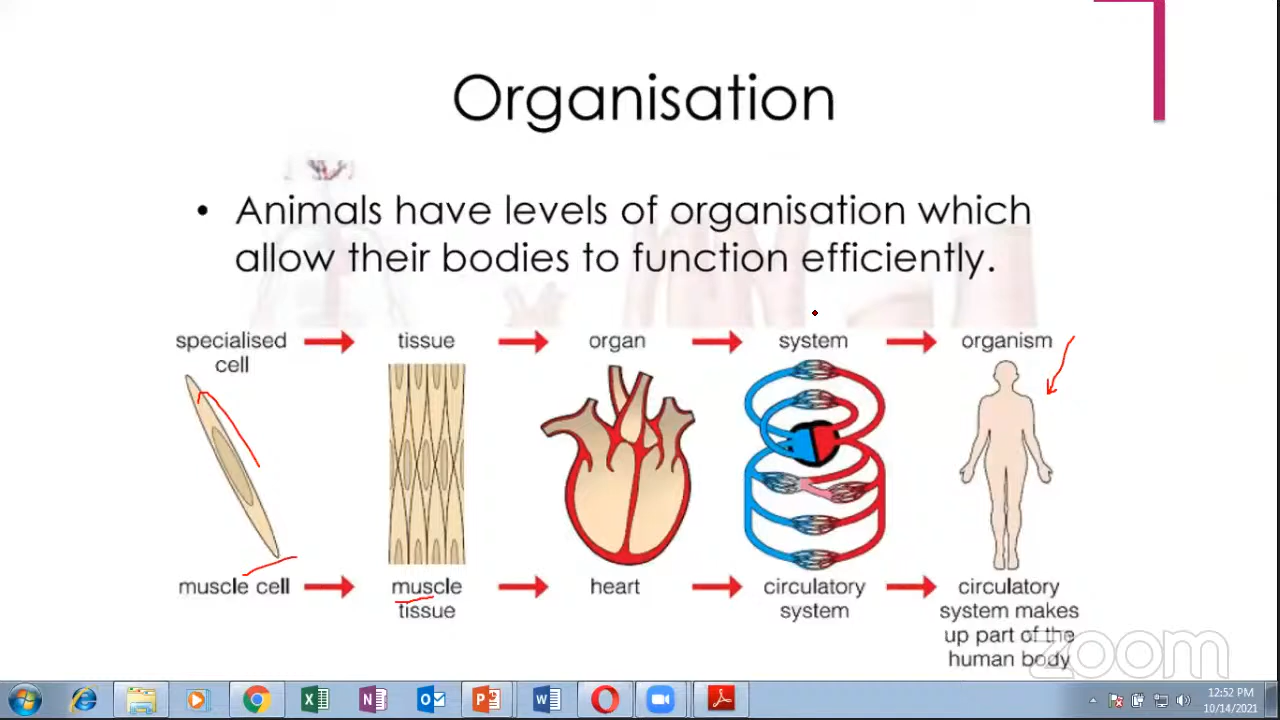 Organisation
• Animals have levels of organisation which
allow their bodies to function efficiently.
specialised
cell
tissue
organ
system
organism
muscle cell
muscle
tissue
heart
circulatory
system
circulatory
system makes
up part of the
human body
zoom
12:52 PM
10/14/2021